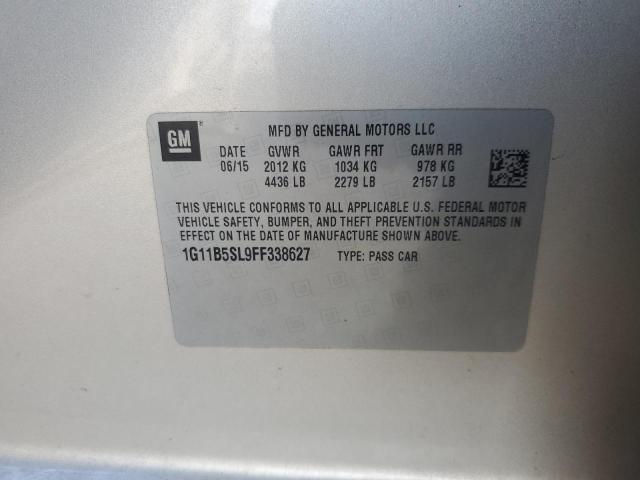 GM
MFD BY GENERAL MOTORS LLC
DATE GVWR GAWR FRT GAWR RR
06/15 2012 KG 1034 KG 978 KG
4436 LB 2279 LB 2157 LB
THIS VEHICLE CONFORMS TO ALL APPLICABLE U.S. FEDERAL MOTOR
VEHICLE SAFETY, BUMPER, AND THEFT PREVENTION STANDARDS IN
EFFECT ON THE DATE OF MANUFACTURE SHOWN ABOVE.
1G11B5SL9FF338627 TYPE: PASS CAR